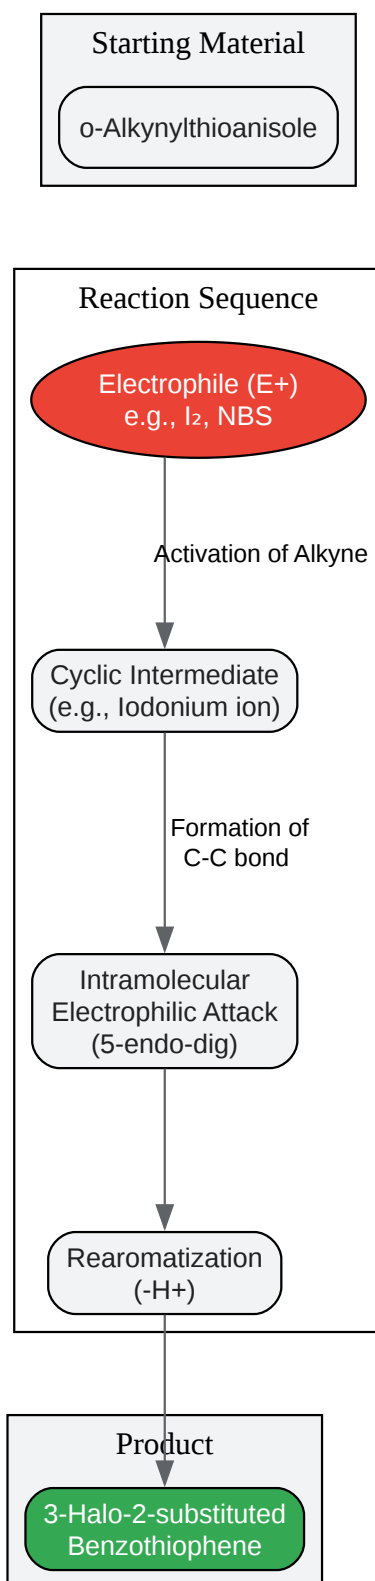 Starting Material
o-Alkynylthioanisole
Reaction Sequence
Electrophile (E+)
e.g., I₂, NBS
Activation of Alkyne
Cyclic Intermediate
(e.g., Iodonium ion)
Formation of
C-C bond
Intramolecular
Electrophilic Attack
(5-endo-dig)
Rearomatization
(-H+)
Product
3-Halo-2-substituted
Benzothiophene